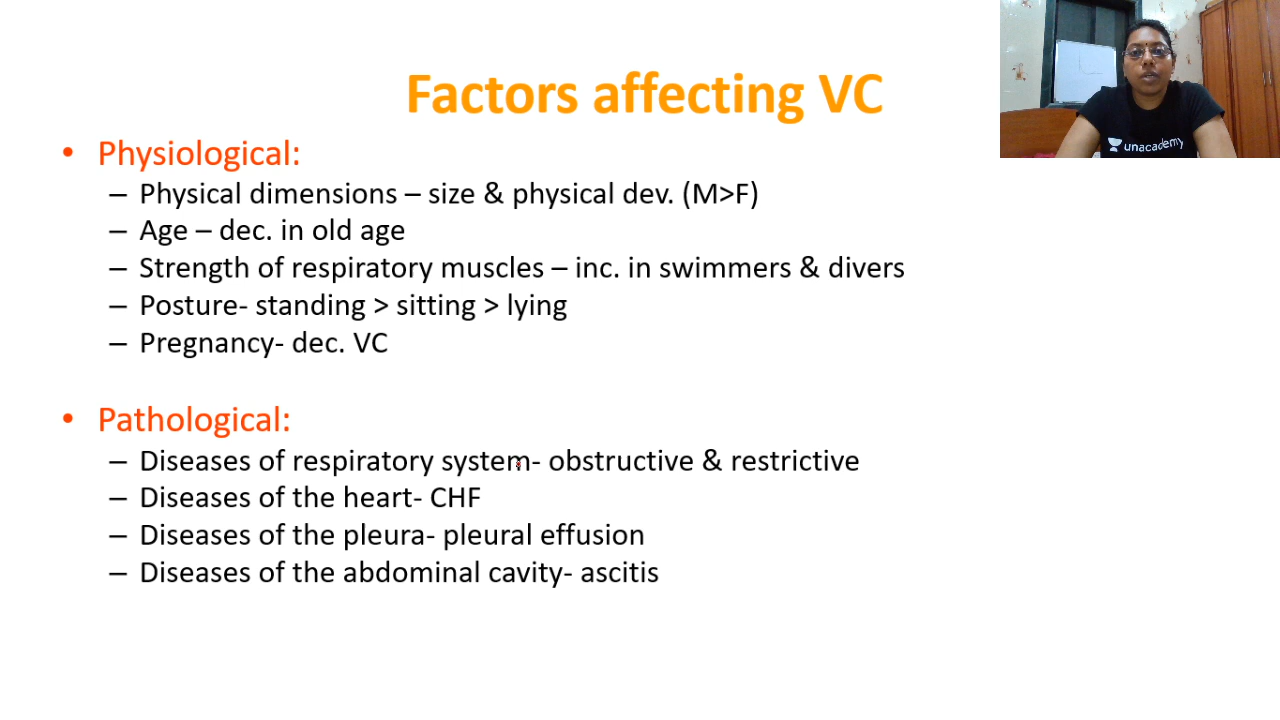 Factors affecting VC
• Physiological:
– Physical dimensions – size & physical dev. (M>F)
– Age – dec. in old age
– Strength of respiratory muscles – inc. in swimmers & divers
– Posture- standing > sitting > lying
– Pregnancy- dec. VC
• Pathological:
– Diseases of respiratory system- obstructive & restrictive
– Diseases of the heart- CHF
– Diseases of the pleura- pleural effusion
– Diseases of the abdominal cavity- ascitis
unacademy